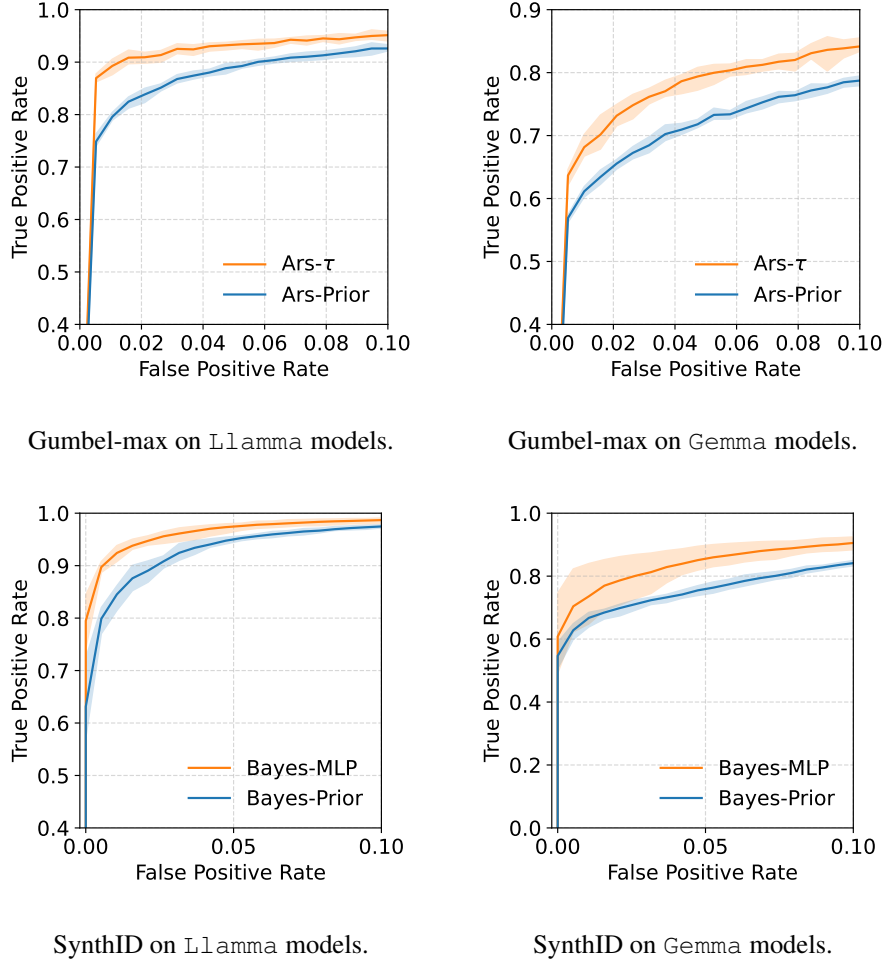 1.0
0.9
0.8
0.7
0.6
0.5
0.4
True Positive Rate
Ars-τ
Ars-Prior
0.00 0.02 0.04 0.06 0.08 0.10
False Positive Rate
Gumbel-max on Llamma models.
0.9
0.8
0.7
0.6
0.5
0.4
True Positive Rate
Ars-τ
Ars-Prior
0.00 0.02 0.04 0.06 0.08 0.10
False Positive Rate
Gumbel-max on Gemma models.
1.0
0.9
0.8
0.7
0.6
0.5
0.4
True Positive Rate
Bayes-MLP
Bayes-Prior
0.00 0.05 0.10
False Positive Rate
SynthID on Llamma models.
1.0
0.8
0.6
0.4
0.2
0.0
True Positive Rate
Bayes-MLP
Bayes-Prior
0.00 0.05 0.10
False Positive Rate
SynthID on Gemma models.